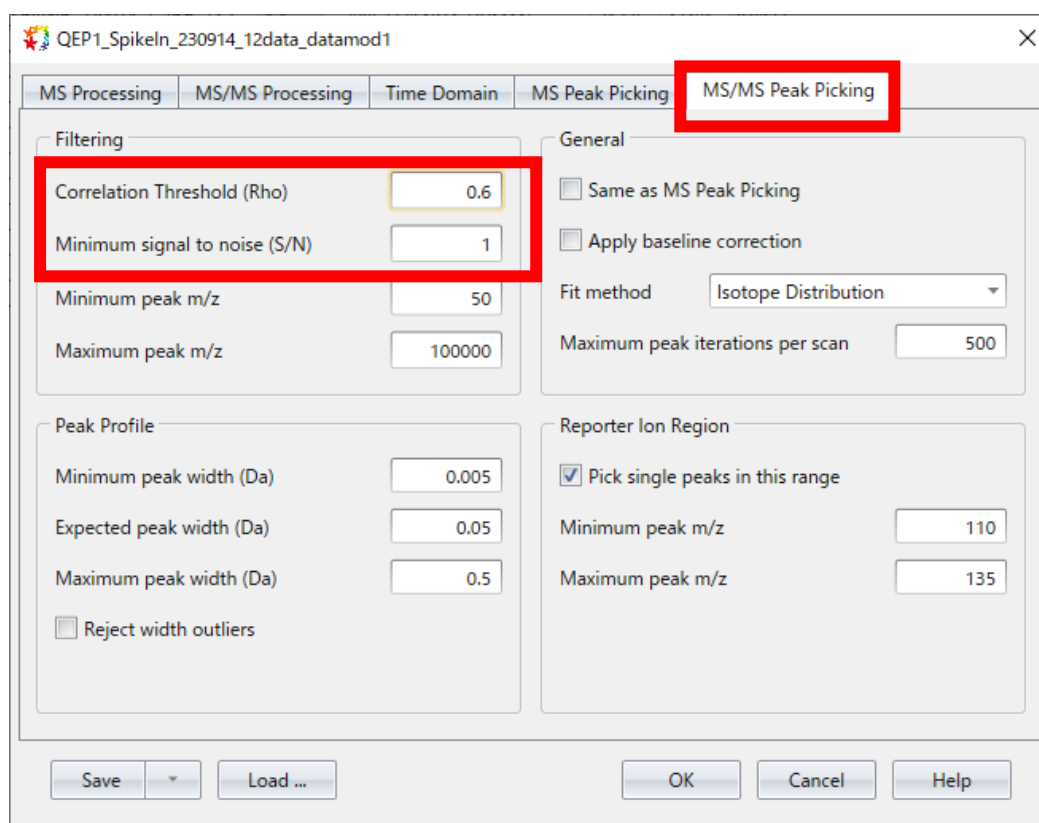 QEP1_SpikeIn_230914_12data_datamod1
MS Processing
MS/MS Processing
Time Domain
MS Peak Picking
MS/MS Peak Picking
Filtering
Correlation Threshold (Rho) 0.6
Minimum signal to noise (S/N) 1
Minimum peak m/z 50
Maximum peak m/z 100000
General
Same as MS Peak Picking
Apply baseline correction
Fit method Isotope Distribution
Maximum peak iterations per scan 500
Peak Profile
Minimum peak width (Da) 0.005
Expected peak width (Da) 0.05
Maximum peak width (Da) 0.5
Reject width outliers
Reporter Ion Region
Pick single peaks in this range
Minimum peak m/z 110
Maximum peak m/z 135
Save
Load ...
OK
Cancel
Help